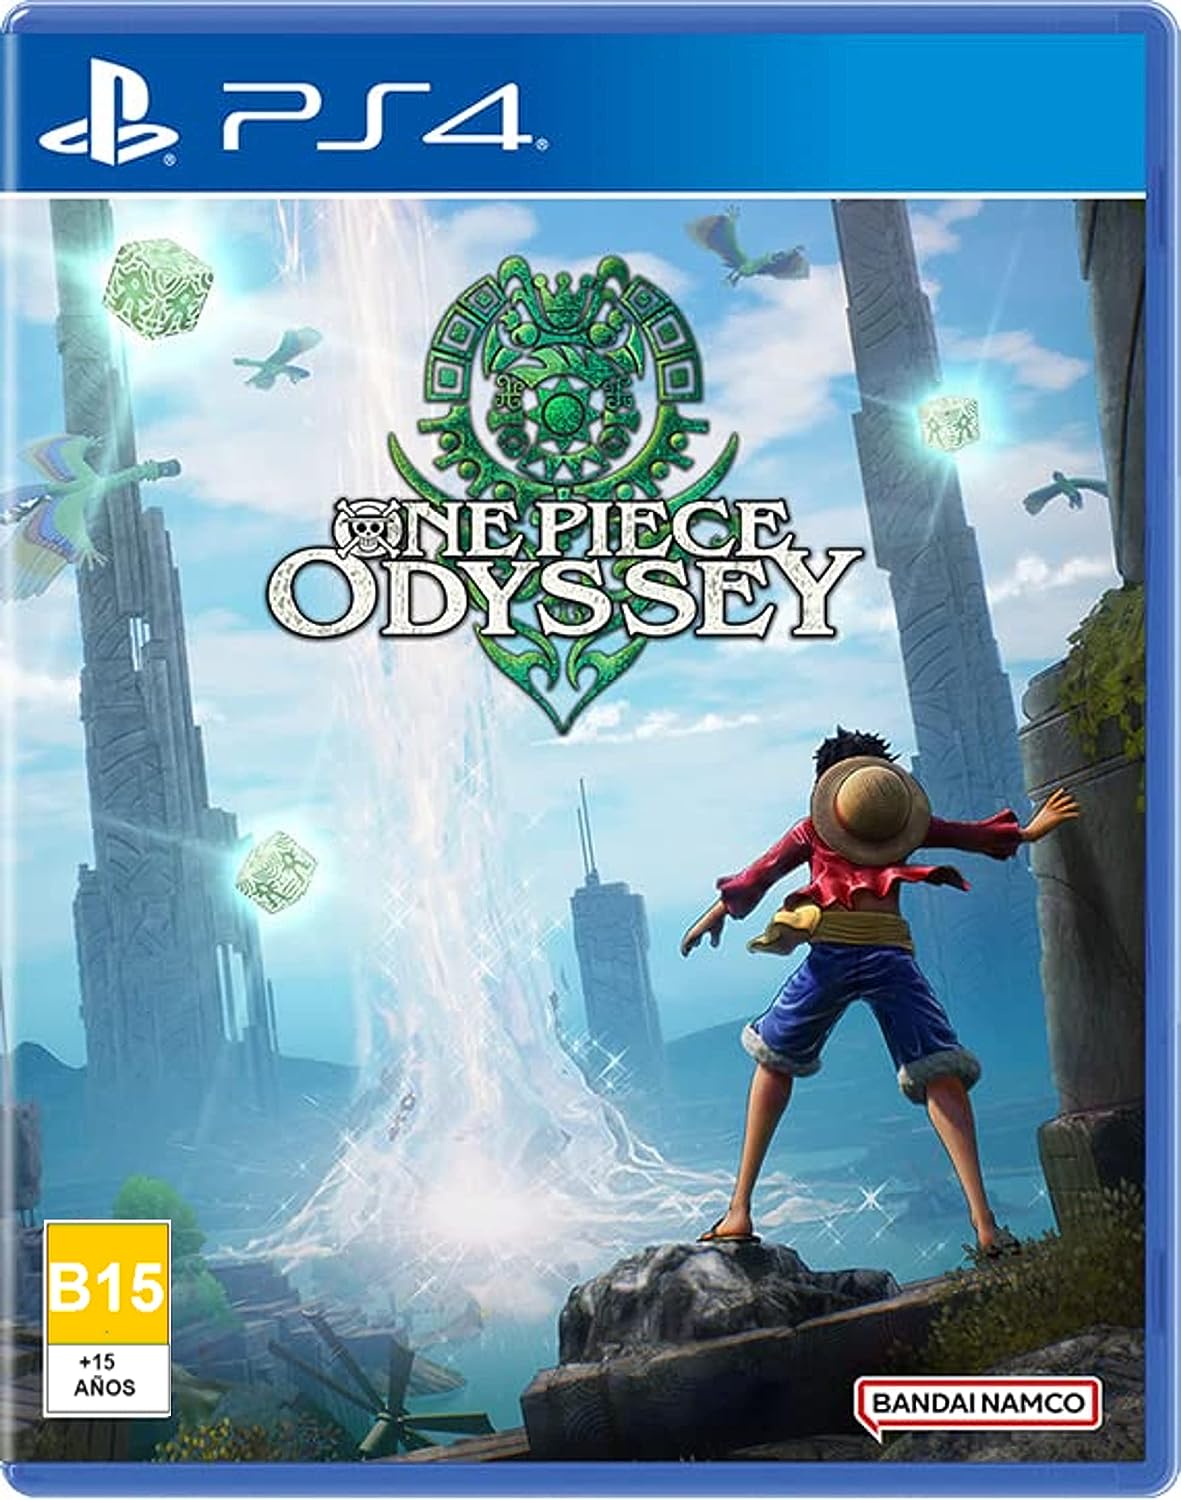 PS4
ONE PIECE
ODYSSEY
B15
+15
AÑOS
BANDAI NAMCO